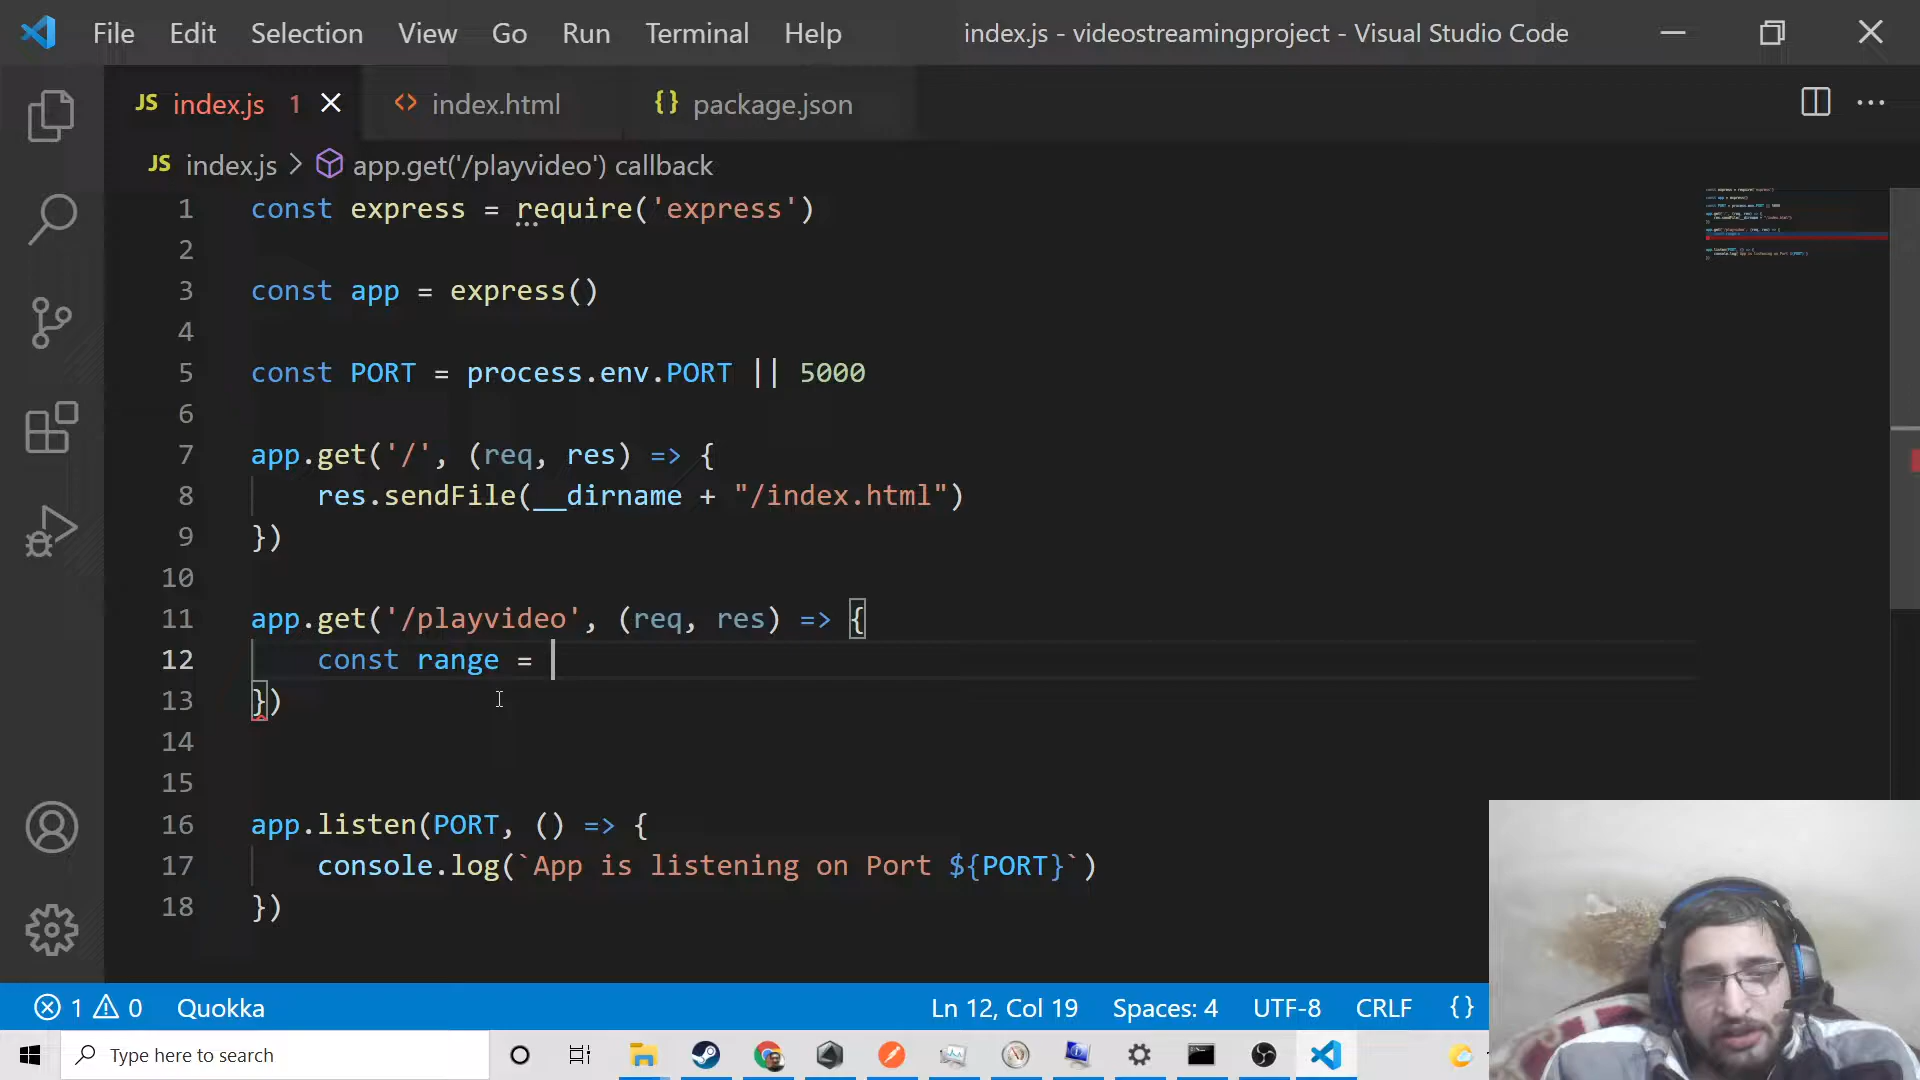 File Edit Selection View Go Run Terminal Help index.js - videostreamingproject - Visual Studio Code
JS index.js 1 <> index.html {} package.json
JS index.js > app.get('/playvideo') callback
1 const express = require('express')
2
3 const app = express()
4
5 const PORT = process.env.PORT || 5000
6
7 app.get('/', (req, res) => {
8 res.sendFile(__dirname + "/index.html")
9 })
10
11 app.get('/playvideo', (req, res) => {
12 const range =
13 })
14
15
16 app.listen(PORT, () => {
17 console.log(`App is listening on Port ${PORT}`)
18 })
1 0 Quokka Ln 12, Col 19 Spaces: 4 UTF-8 CRLF {}
Type here to search